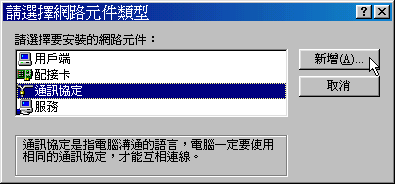 請選擇網路元件類型
請選擇要安裝的網路元件：
用戶端
配接卡
通訊協定
服務
新增(A)...
取消
通訊協定是指電腦溝通的語言，電腦一定要使用
相同的通訊協定，才能互相連線。